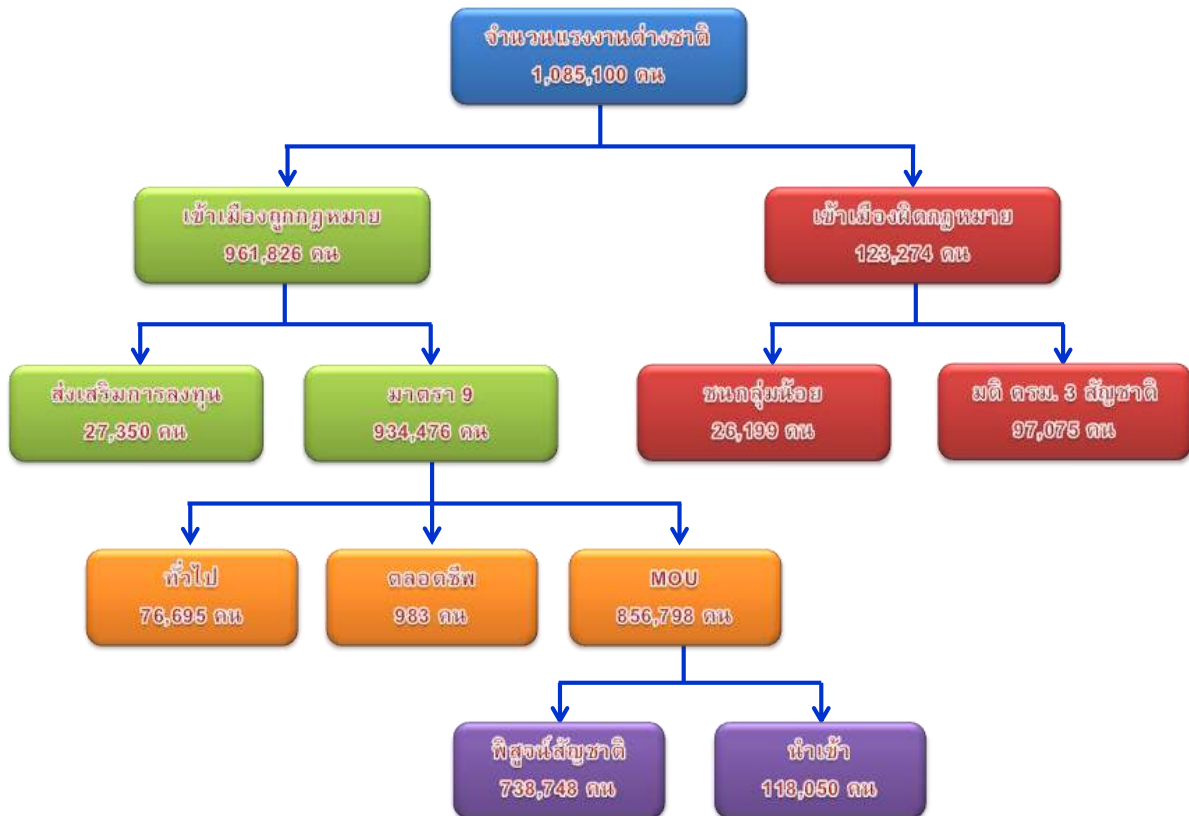 จำนวนแรงงานต่างชาติ
1,085,100 คน
เข้าเมืองถูกกฎหมาย
961,826 คน
เข้าเมืองผิดกฎหมาย
123,274 คน
ส่งเสริมการลงทุน
27,350 คน
มาตรา 9
934,476 คน
ชนกลุ่มน้อย
26,199 คน
มติ ครม. 3 สัญชาติ
97,075 คน
ทั่วไป
76,695 คน
ตลอดชีพ
983 คน
MOU
856,798 คน
พิสูจน์สัญชาติ
738,748 คน
นำเข้า
118,050 คน